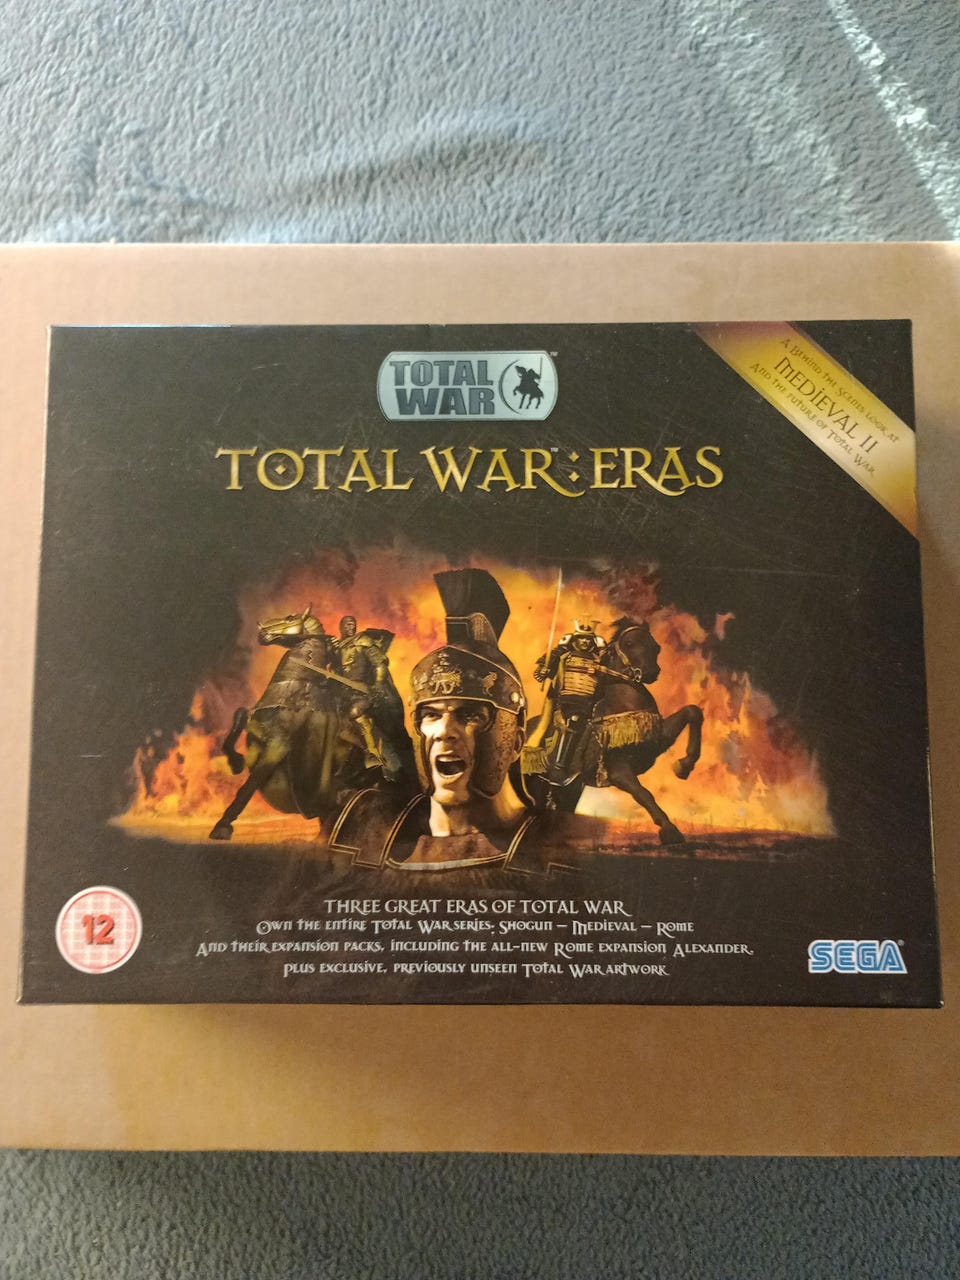 TOTAL WAR™
TOTAL WAR™: ERAS
A Behind the Scenes look at
MEDIEVAL II
And the future of Total War
THREE GREAT ERAS OF TOTAL WAR
Own the entire Total War series, Shogun – Medieval – Rome
And their expansion packs, including the all-new Rome expansion Alexander,
plus exclusive, previously unseen Total War artwork
12
SEGA®